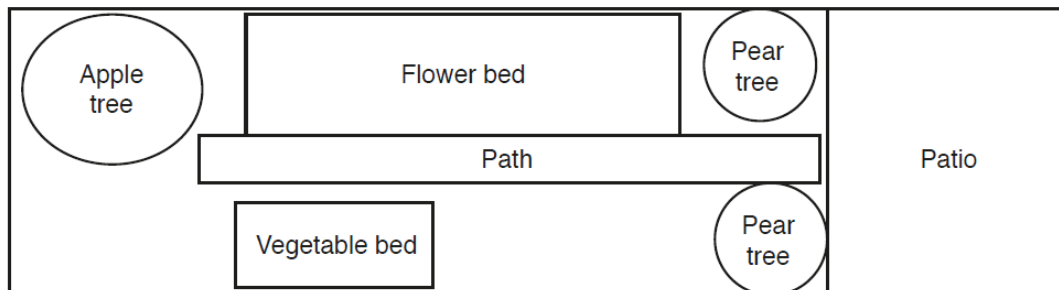 Apple
tree
Flower bed
Pear
tree
Path
Patio
Vegetable bed
Pear
tree